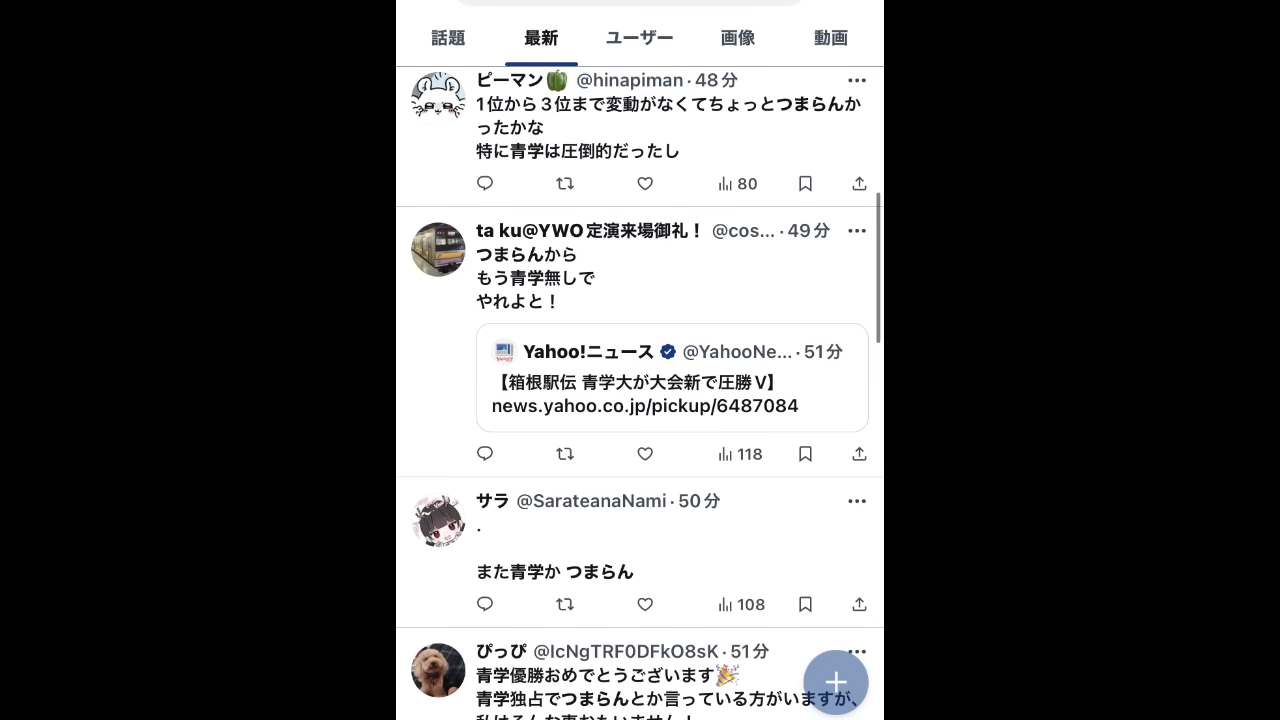 話題 最新 ユーザー 画像 動画
ピーマン🫑 @hinapiman · 48分
1位から3位まで変動がなくてちょっとつまらんか
ったかな
特に青学は圧倒的だったし
80
ta ku@YWO定演来場御礼！ @cos... · 49分
つまらんから
もう青学無しで
やれよと！
Yahoo!ニュース @YahooNe... · 51分
【箱根駅伝 青学大が大会新で圧勝V】
news.yahoo.co.jp/pickup/6487084
118
サラ @SarateanaNami · 50分
.
また青学か つまらん
108
ぴっぴ @IcNgTRF0DFkO8sK · 51分
青学優勝おめでとうございます🎉
青学独占でつまらんとか言っている方がいますが、